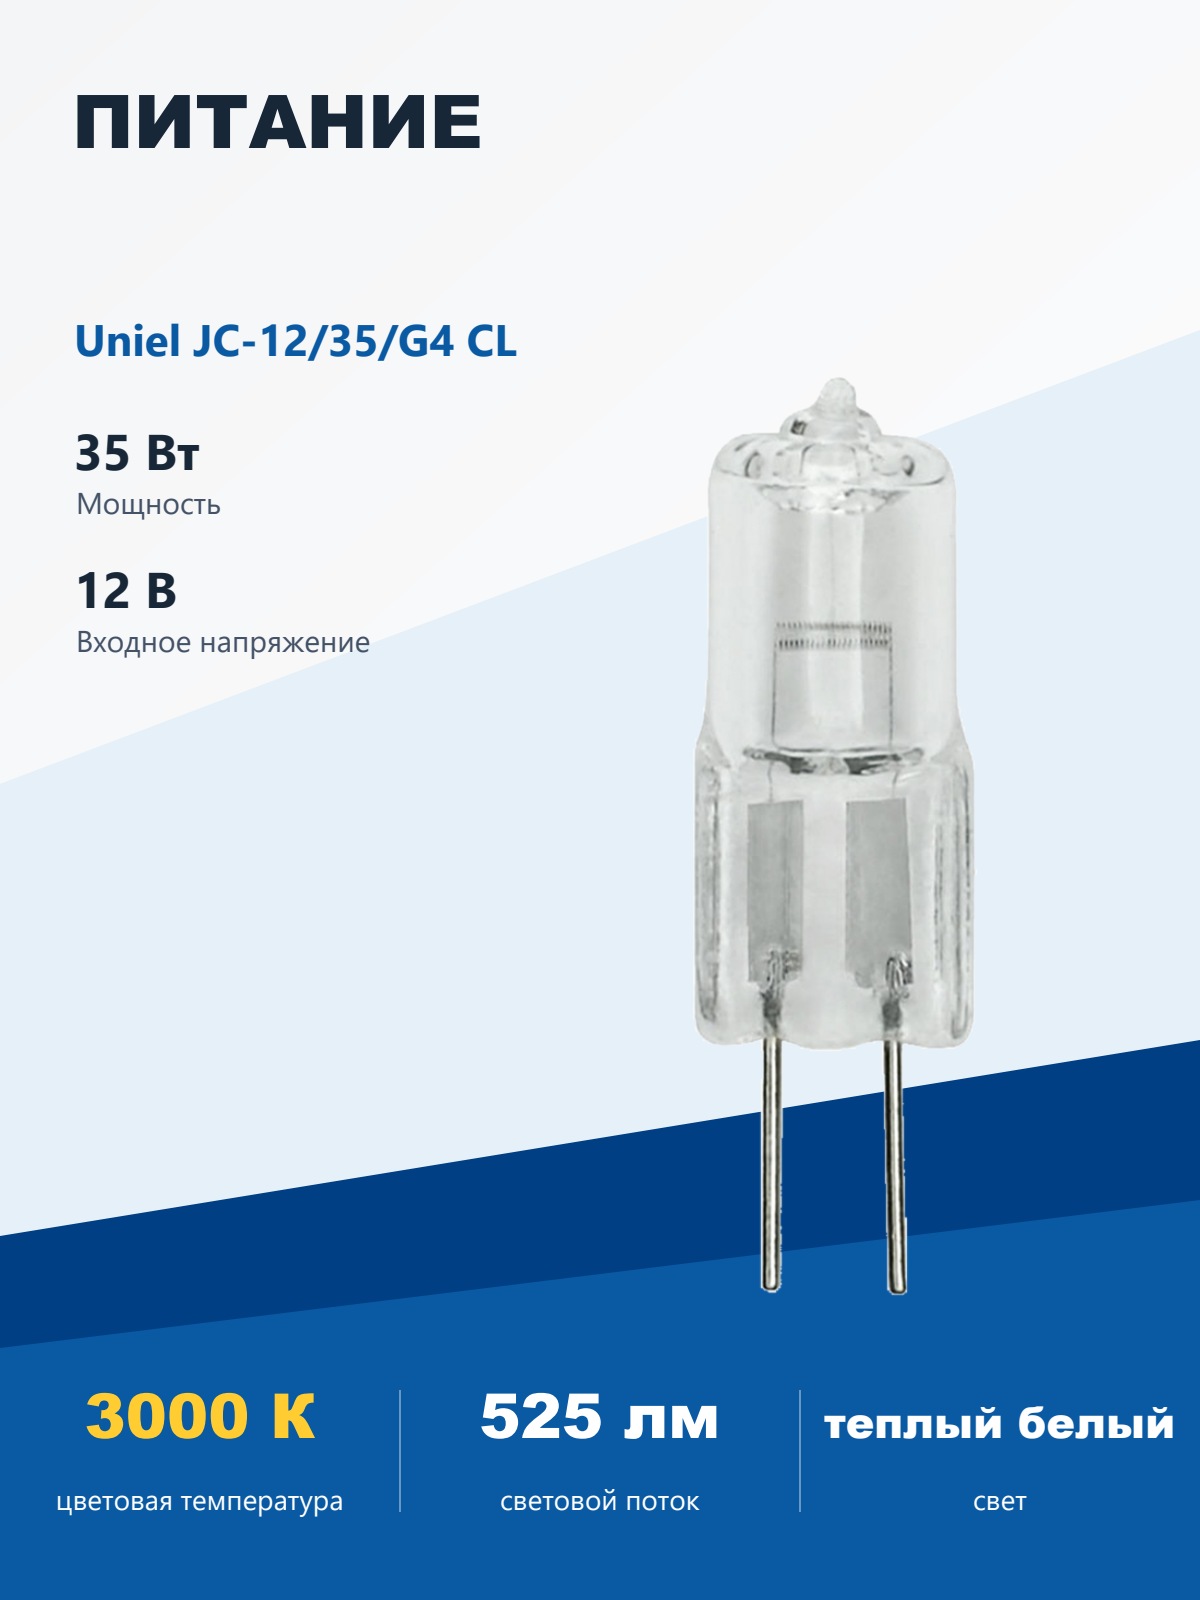 ПИТАНИЕ
Uniel JC-12/35/G4 CL
35 Вт
Мощность
12 В
Входное напряжение
3000 К
цветовая температура
525 лм
световой поток
теплый белый
свет